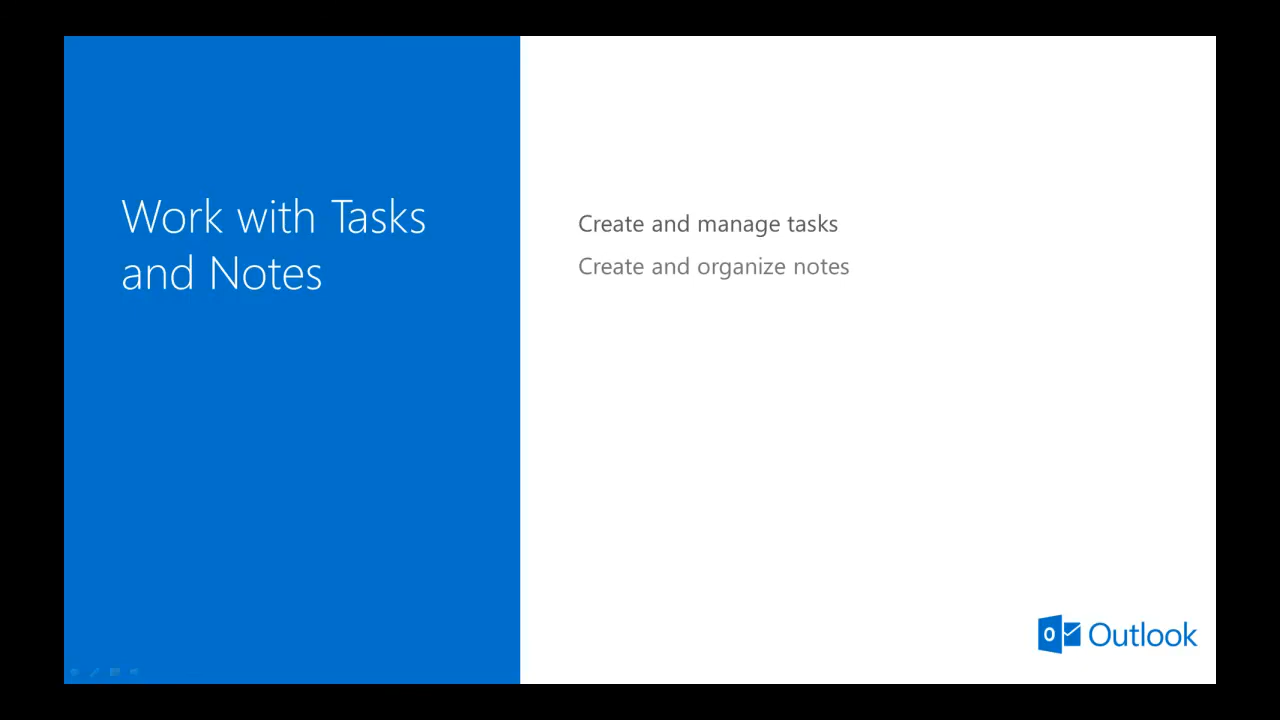 Work with Tasks
and Notes
Create and manage tasks
Create and organize notes
O Outlook